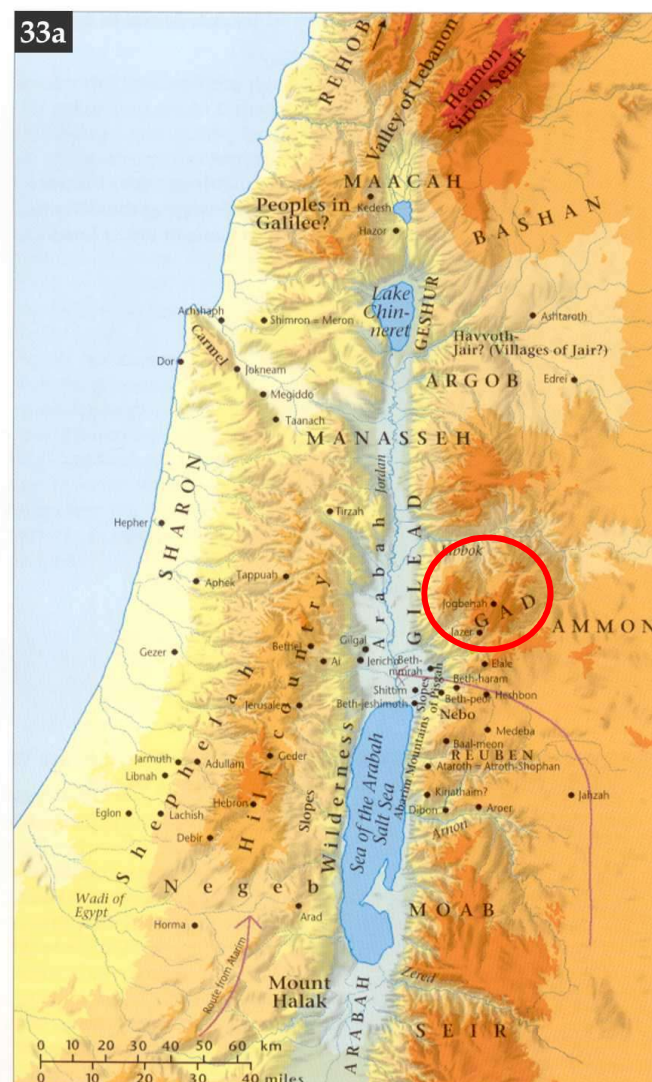 33a
REHOB
Valley of Lebanon
Hermon
Sirion Senir
MAACAH
Peoples in
Galilee?
Kedesh
Hazor
BASHAN
Lake
Chin-
neret
GESHUR
Achshaph
Shimron = Meron
Ashtaroth
Carmel
Havvoth-
Jair? (Villages of Jair?)
Dor
Jokneam
ARGOB
Edrei
Megiddo
Taanach
MANASSEH
Jordan
SHARON
Tirzah
Hepher
Arabah
GILEAD
Jabbok
Aphek
Tappuah
Jogbehah
GAD
AMMON
Jazer
Gezer
Bethel
Gilgal
Ai
Jericho
Beth-
nimrah
Elale
Shittim
Beth-haram
Slopes
of Pisgah
Beth-peor
Heshbon
Jerusalem
Beth-jeshimoth
Nebo
Medeba
Shephelah
Hill country
Wilderness
Baal-meon
REUBEN
Jarmuth
Adullam
Geder
Libnah
Ataroth = Atroth-Shophan
Abarim Mountains
Sea of the Arabah
Salt Sea
Hebron
Kirjathaim?
Jahzah
Eglon
Lachish
Slopes
Dibon
Aroer
Debir
Arnon
Negeb
Wadi of
Egypt
Arad
MOAB
Horma
Route from Atarim
Mount
Halak
Zered
ARABAH
SEIR
0 10 20 30 40 50 60 km
0 10 20 30 40 miles